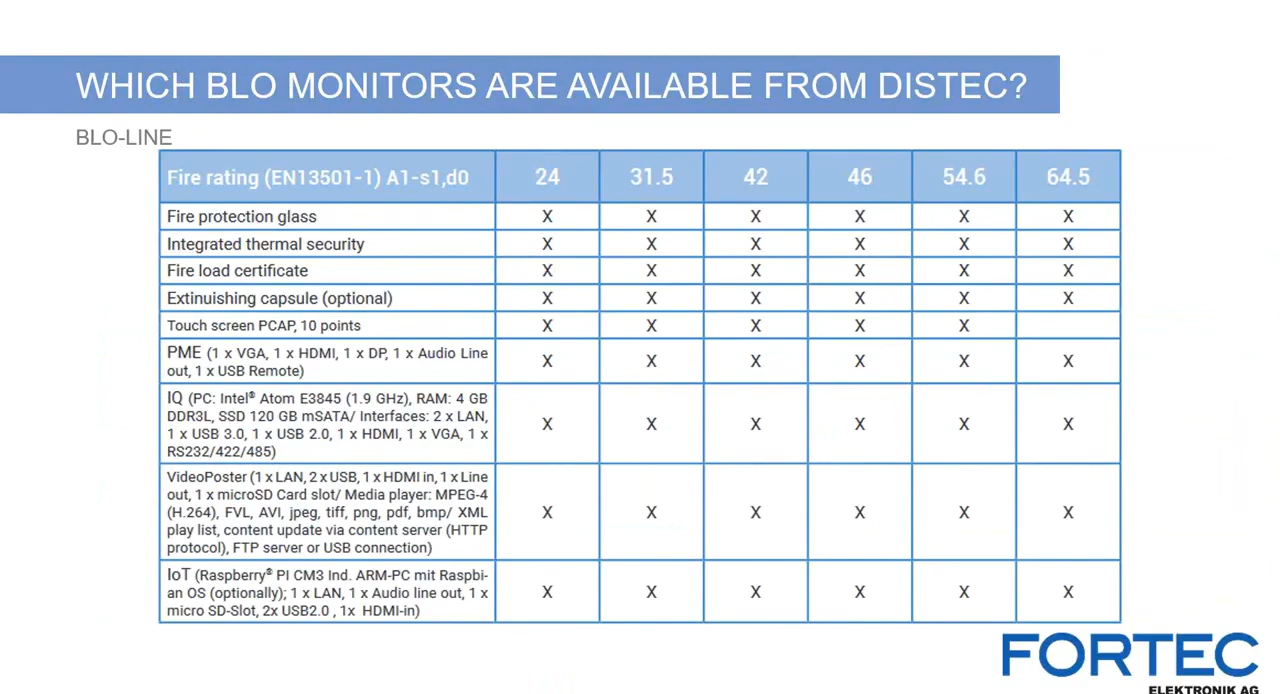 WHICH BLO MONITORS ARE AVAILABLE FROM DISTEC?
BLO-LINE
Fire rating (EN13501-1) A1-s1,d0 24 31.5 42 46 54.6 64.5
Fire protection glass X X X X X X
Integrated thermal security X X X X X X
Fire load certificate X X X X X X
Extinuishing capsule (optional) X X X X X X
Touch screen PCAP, 10 points X X X X X
PME (1 x VGA, 1 x HDMI, 1 x DP, 1 x Audio Line
out, 1 x USB Remote) X X X X X X
IQ (PC: Intel® Atom E3845 (1.9 GHz), RAM: 4 GB
DDR3L, SSD 120 GB mSATA/ Interfaces: 2 x LAN,
1 x USB 3.0, 1 x USB 2.0, 1 x HDMI, 1 x VGA, 1 x
RS232/422/485) X X X X X X
VideoPoster (1 x LAN, 2 x USB, 1 x HDMI in, 1 x Line
out, 1 x microSD Card slot/ Media player: MPEG-4
(H.264), FVL, AVI, jpeg, tiff, png, pdf, bmp/ XML
play list, content update via content server (HTTP
protocol), FTP server or USB connection) X X X X X X
IoT (Raspberry® PI CM3 Ind. ARM-PC mit Raspbi-
an OS (optionally); 1 x LAN, 1 x Audio line out, 1 x
micro SD-Slot, 2x USB2.0 , 1x HDMI-in) X X X X X X
FORTEC
ELEKTRONIK AG